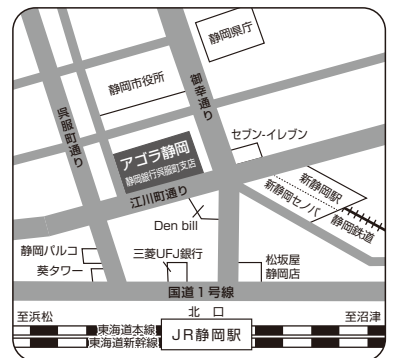 静岡県庁
静岡市役所
御幸通り
呉服町通り
セブン-イレブン
アゴラ静岡
静岡銀行呉服町支店
江川町通り
新静岡駅
新静岡セノバ
静岡鉄道
Den bill
静岡パルコ
三菱UFJ銀行
葵タワー
松坂屋
静岡店
国道1号線
至浜松
北 口
至沼津
東海道本線
JR静岡駅
東海道新幹線